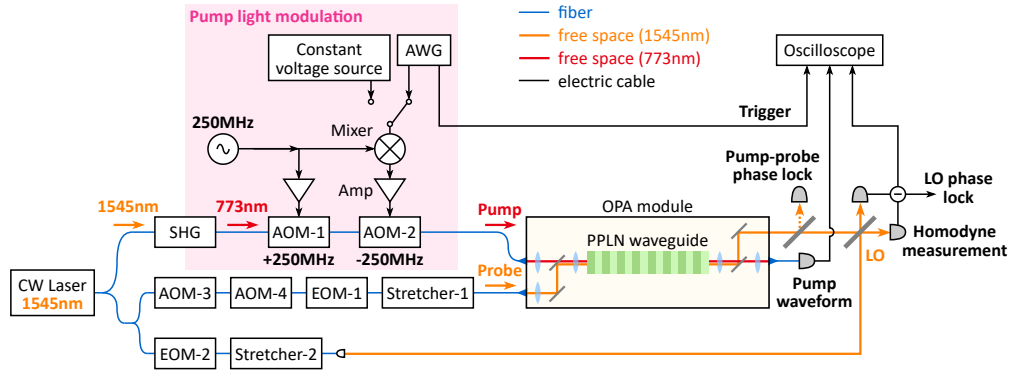 Pump light modulation
Constant
voltage source
AWG
fiber
free space (1545nm)
free space (773nm)
electric cable
Oscilloscope
Trigger
250MHz
Mixer
Amp
Pump-probe
phase lock
LO phase
lock
1545nm
773nm
SHG
AOM-1
AOM-2
+250MHz
-250MHz
Pump
OPA module
PPLN waveguide
LO
Homodyne
measurement
Probe
Pump
waveform
CW Laser
1545nm
AOM-3
AOM-4
EOM-1
Stretcher-1
EOM-2
Stretcher-2